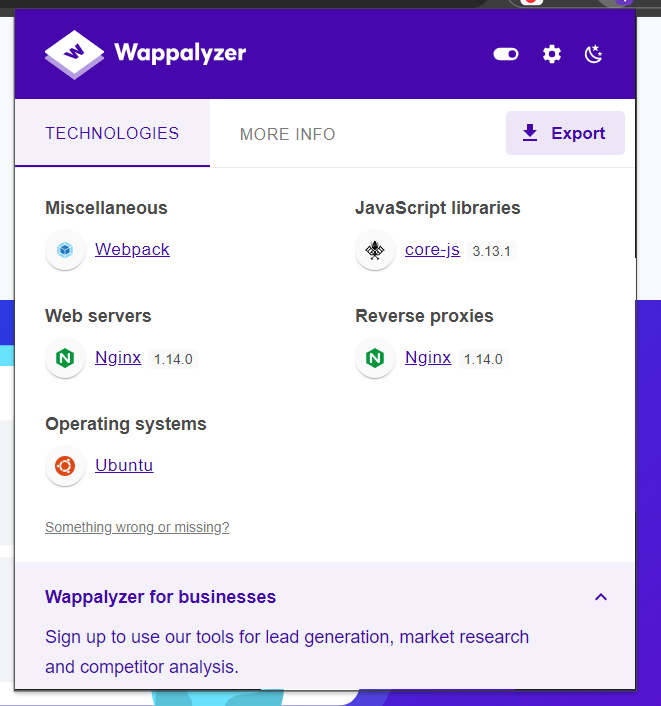 Wappalyzer
TECHNOLOGIES MORE INFO Export
Miscellaneous
Webpack
JavaScript libraries
core-js 3.13.1
Web servers
Nginx 1.14.0
Reverse proxies
Nginx 1.14.0
Operating systems
Ubuntu
Something wrong or missing?
Wappalyzer for businesses
Sign up to use our tools for lead generation, market research
and competitor analysis.